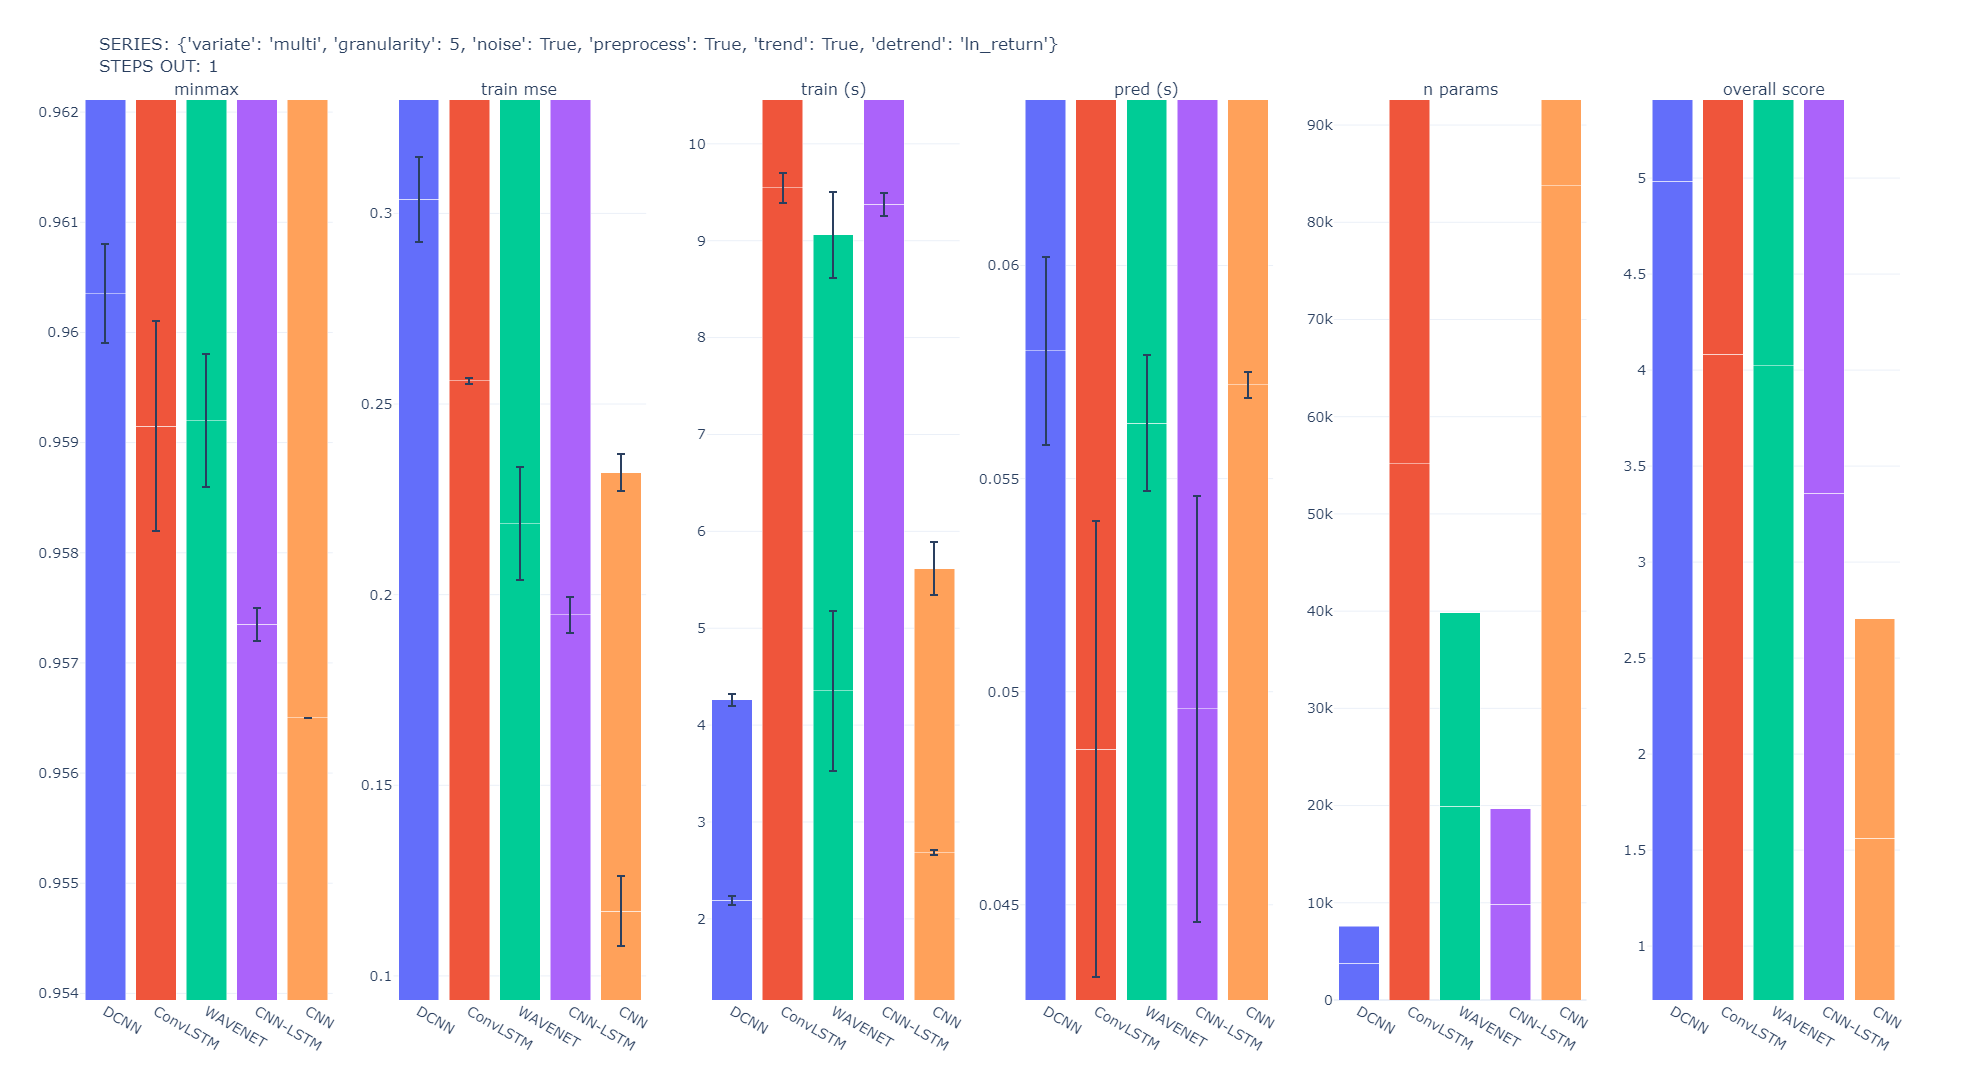 SERIES: {'variate': 'multi', 'granularity': 5, 'noise': True, 'preprocess': True, 'trend': True, 'detrend': 'ln_return'}
STEPS OUT: 1
minmax
0.962
0.961
0.96
0.959
0.958
0.957
0.956
0.955
0.954
DCNN
ConvLSTM
WAVENET
CNN-LSTM
CNN
train mse
0.3
0.25
0.2
0.15
0.1
DCNN
ConvLSTM
WAVENET
CNN-LSTM
CNN
train (s)
10
9
8
7
6
5
4
3
2
DCNN
ConvLSTM
WAVENET
CNN-LSTM
CNN
pred (s)
0.06
0.055
0.05
0.045
DCNN
ConvLSTM
WAVENET
CNN-LSTM
CNN
n params
90k
80k
70k
60k
50k
40k
30k
20k
10k
0
DCNN
ConvLSTM
WAVENET
CNN-LSTM
CNN
overall score
5
4.5
4
3.5
3
2.5
2
1.5
1
DCNN
ConvLSTM
WAVENET
CNN-LSTM
CNN